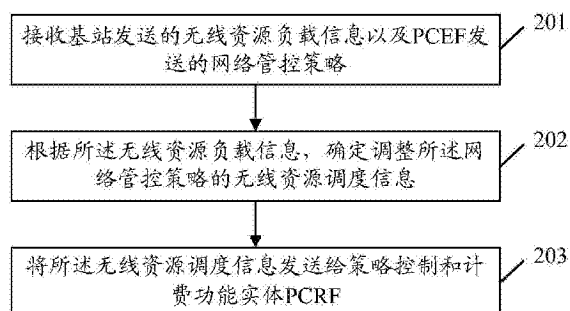 接收基站发送的无线资源负载信息以及PCEF发
送的网络管控策略
201
根据所述无线资源负载信息，确定调整所述网
络管控策略的无线资源调度信息
202
将所述无线资源调度信息发送给策略控制和计
费功能实体PCRF
203